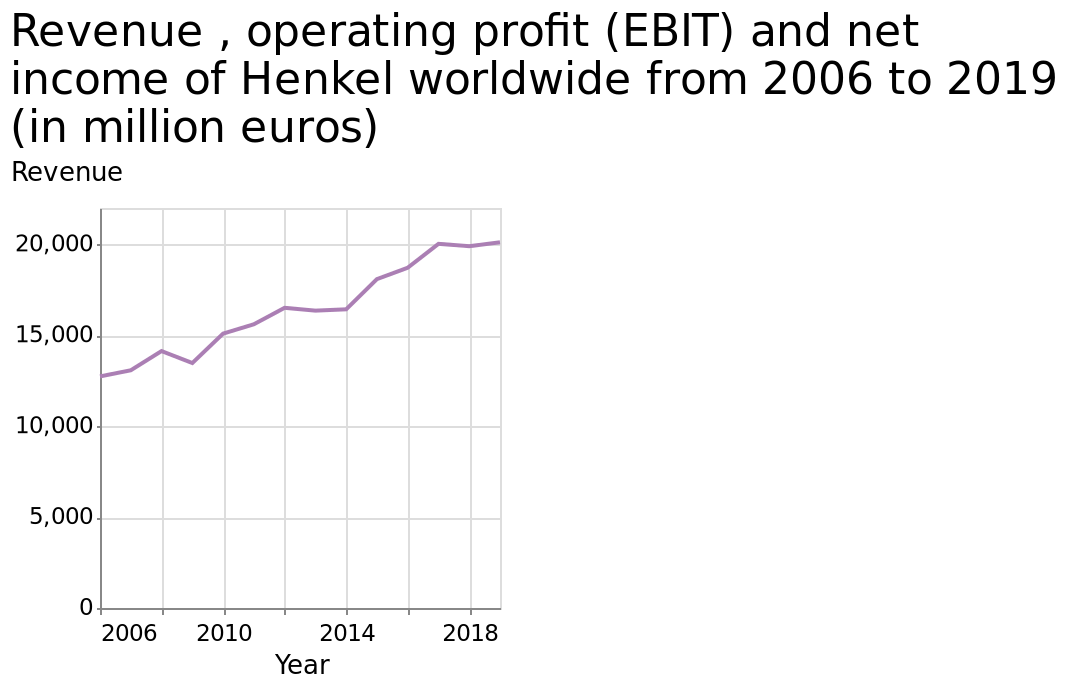 Revenue , operating profit (EBIT) and net
income of Henkel worldwide from 2006 to 2019
(in million euros)
Revenue
20,000
15,000
10,000
5,000
0
2006 2010 2014 2018
Year